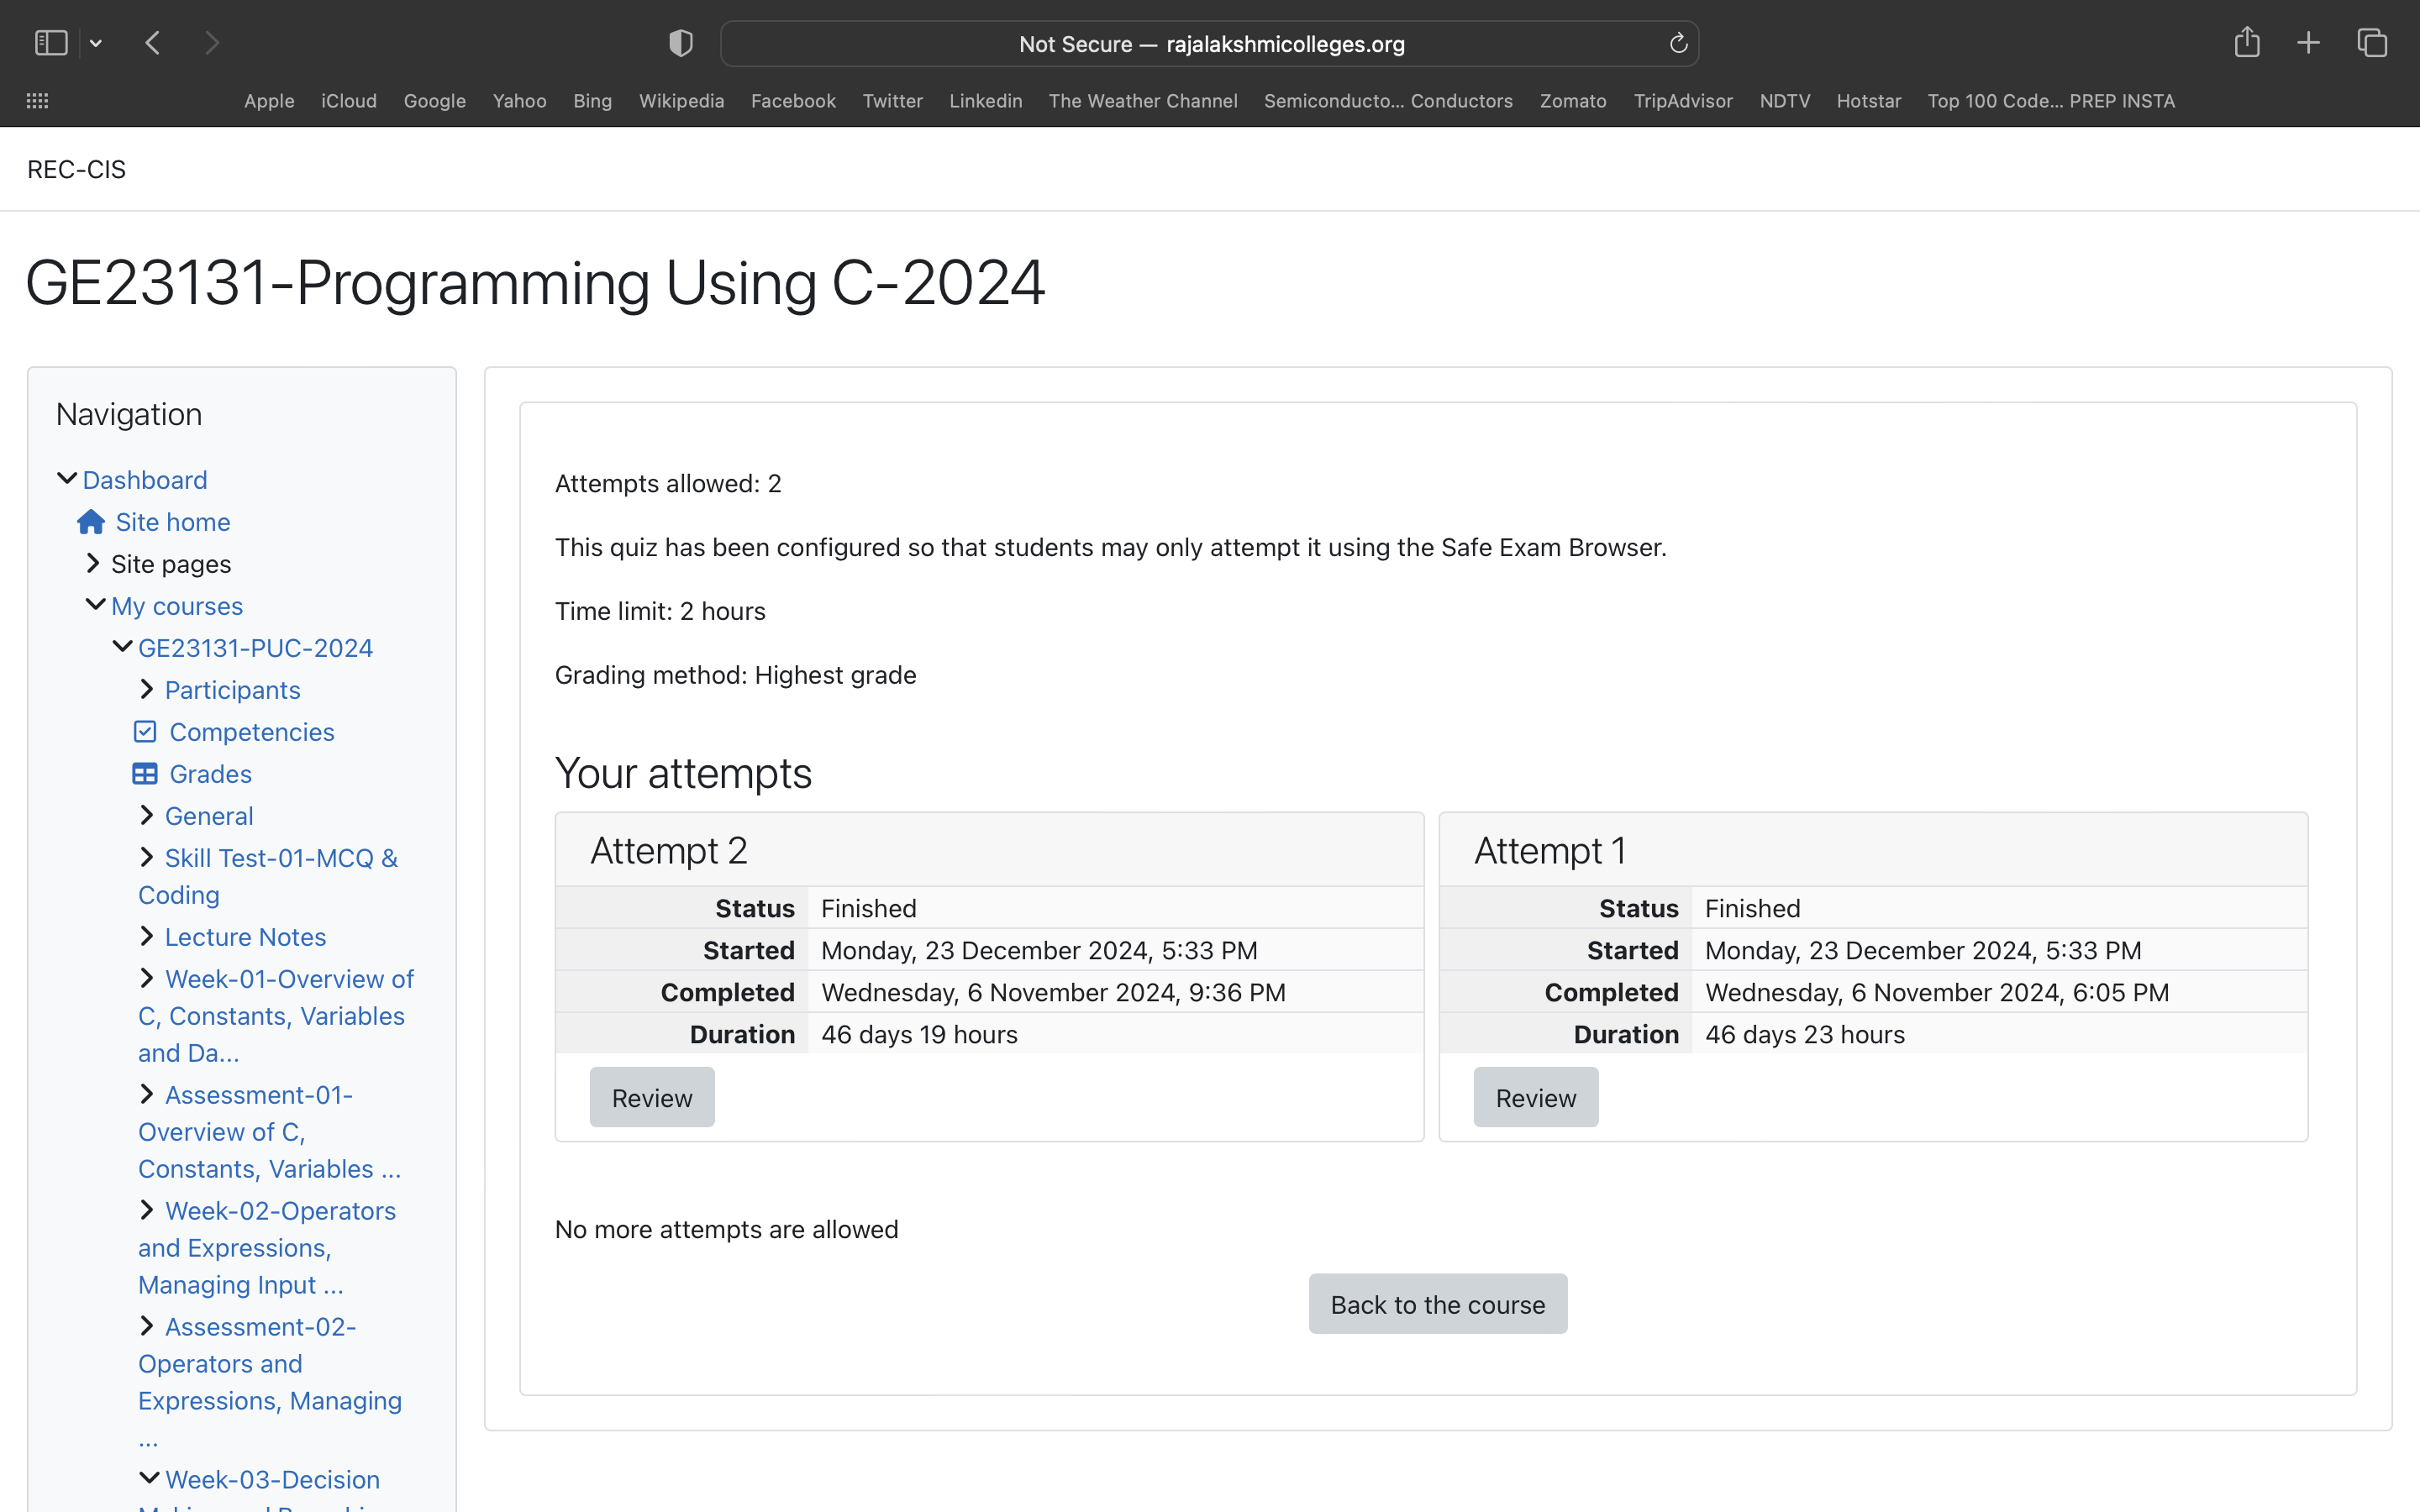 Not Secure — rajalakshmicolleges.org
Apple iCloud Google Yahoo Bing Wikipedia Facebook Twitter Linkedin The Weather Channel Semiconducto... Conductors Zomato TripAdvisor NDTV Hotstar Top 100 Code... PREP INSTA
REC-CIS
GE23131-Programming Using C-2024
Navigation
Dashboard
Site home
Site pages
My courses
GE23131-PUC-2024
Participants
Competencies
Grades
General
Skill Test-01-MCQ &
Coding
Lecture Notes
Week-01-Overview of
C, Constants, Variables
and Da...
Assessment-01-
Overview of C,
Constants, Variables ...
Week-02-Operators
and Expressions,
Managing Input ...
Assessment-02-
Operators and
Expressions, Managing
...
Week-03-Decision
Attempts allowed: 2
This quiz has been configured so that students may only attempt it using the Safe Exam Browser.
Time limit: 2 hours
Grading method: Highest grade
Your attempts
Attempt 2
Status Finished
Started Monday, 23 December 2024, 5:33 PM
Completed Wednesday, 6 November 2024, 9:36 PM
Duration 46 days 19 hours
Review
Attempt 1
Status Finished
Started Monday, 23 December 2024, 5:33 PM
Completed Wednesday, 6 November 2024, 6:05 PM
Duration 46 days 23 hours
Review
No more attempts are allowed
Back to the course